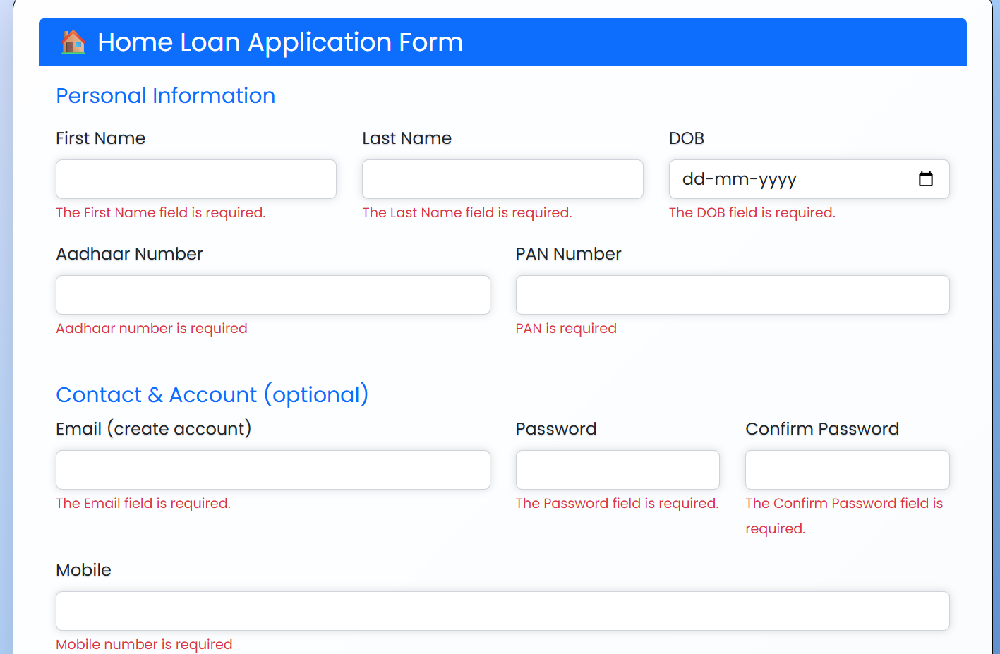 Home Loan Application Form
Personal Information
First Name
Last Name
DOB
dd-mm-yyyy
The First Name field is required.
The Last Name field is required.
The DOB field is required.
Aadhaar Number
PAN Number
Aadhaar number is required
PAN is required
Contact & Account (optional)
Email (create account)
Password
Confirm Password
The Email field is required.
The Password field is required.
The Confirm Password field is
required.
Mobile
Mobile number is required